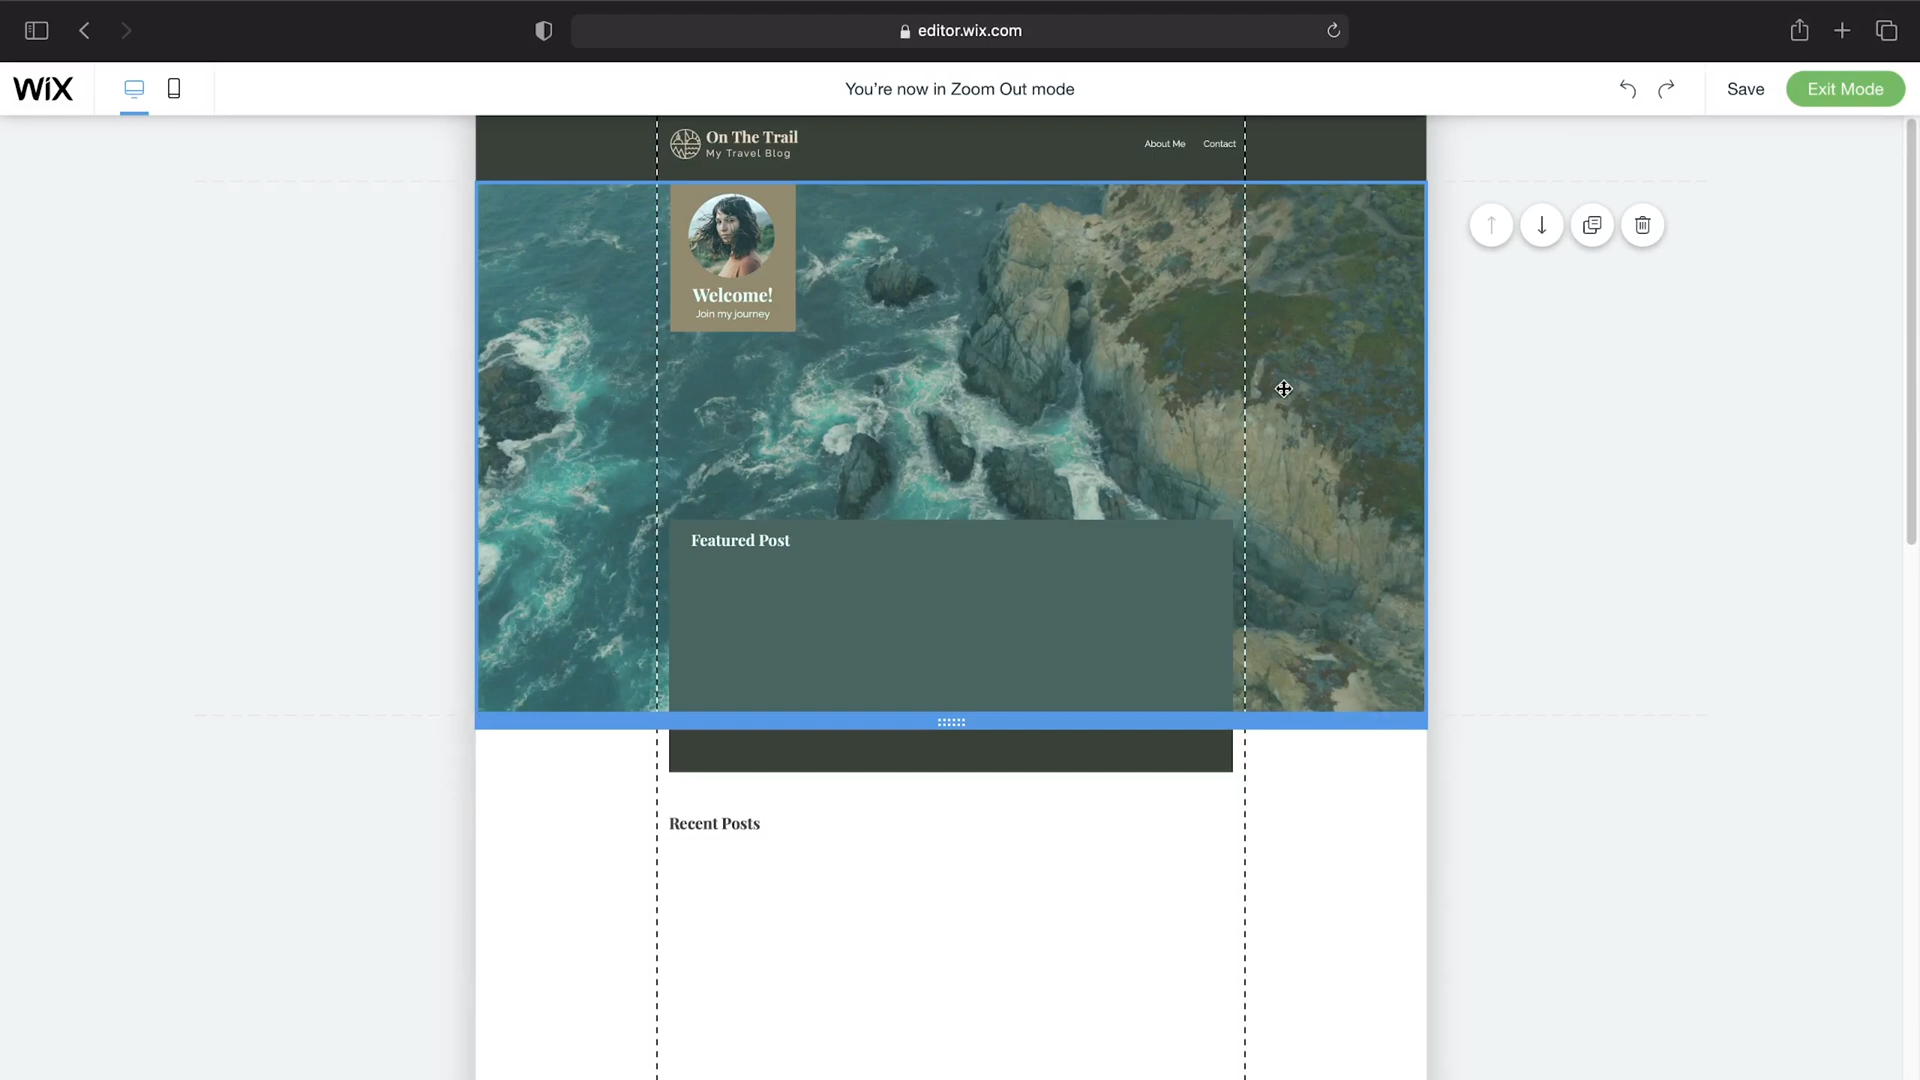 editor.wix.com
WiX
You're now in Zoom Out mode
Save
Exit Mode
On The Trail
My Travel Blog
About Me
Contact
Welcome!
Join my journey
Featured Post
Recent Posts